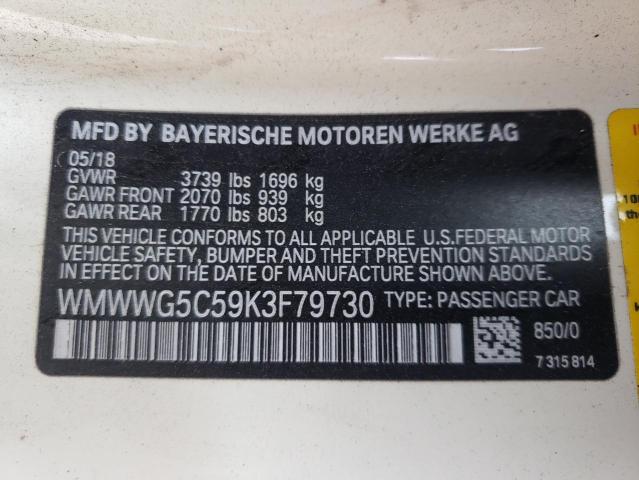 MFD BY BAYERISCHE MOTOREN WERKE AG
05/18
GVWR 3739 lbs 1696 kg
GAWR FRONT 2070 lbs 939 kg
GAWR REAR 1770 lbs 803 kg
THIS VEHICLE CONFORMS TO ALL APPLICABLE U.S.FEDERAL MOTOR
VEHICLE SAFETY, BUMPER AND THEFT PREVENTION STANDARDS
IN EFFECT ON THE DATE OF MANUFACTURE SHOWN ABOVE.
WMWWG5C59K3F79730 TYPE: PASSENGER CAR
850/0
7 315 814